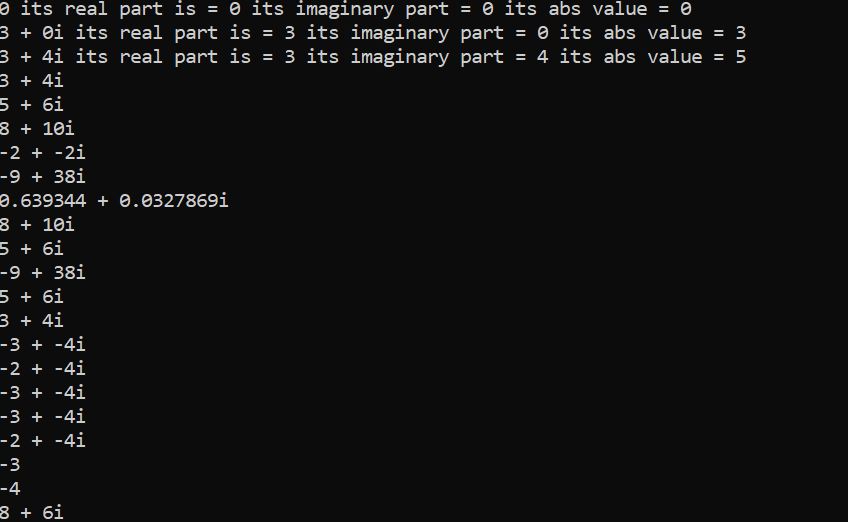 0 its real part is = 0 its imaginary part = 0 its abs value = 0
3 + 0i its real part is = 3 its imaginary part = 0 its abs value = 3
3 + 4i its real part is = 3 its imaginary part = 4 its abs value = 5
3 + 4i
5 + 6i
8 + 10i
-2 + -2i
-9 + 38i
0.639344 + 0.0327869i
8 + 10i
5 + 6i
-9 + 38i
5 + 6i
3 + 4i
-3 + -4i
-2 + -4i
-3 + -4i
-3 + -4i
-2 + -4i
-3
-4
8 + 6i